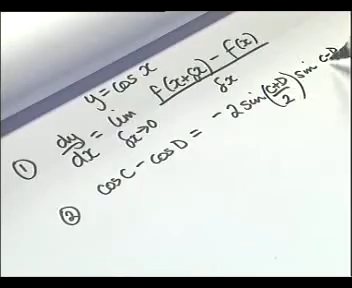 y = cos x
① dy/dx = lim δx→0 f(x+δx) - f(x) / δx
② cos C - cos D = -2 sin(C+D/2) sin C-D